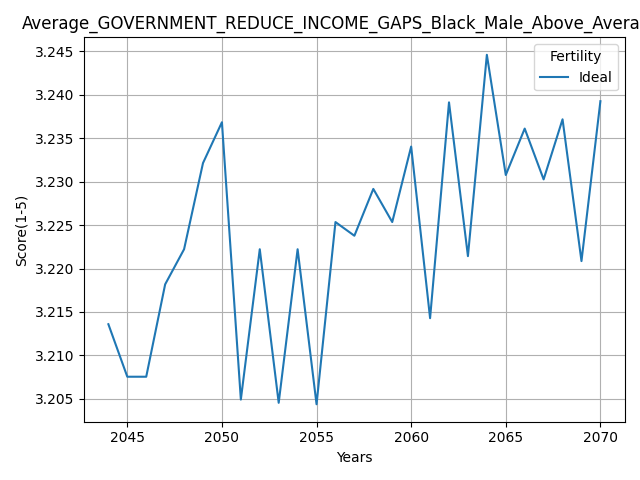 Average_GOVERNMENT_REDUCE_INCOME_GAPS_Black_Male_Above_Avera
Fertility
Ideal
Score(1-5)
3.245
3.240
3.235
3.230
3.225
3.220
3.215
3.210
3.205
2045 2050 2055 2060 2065 2070
Years